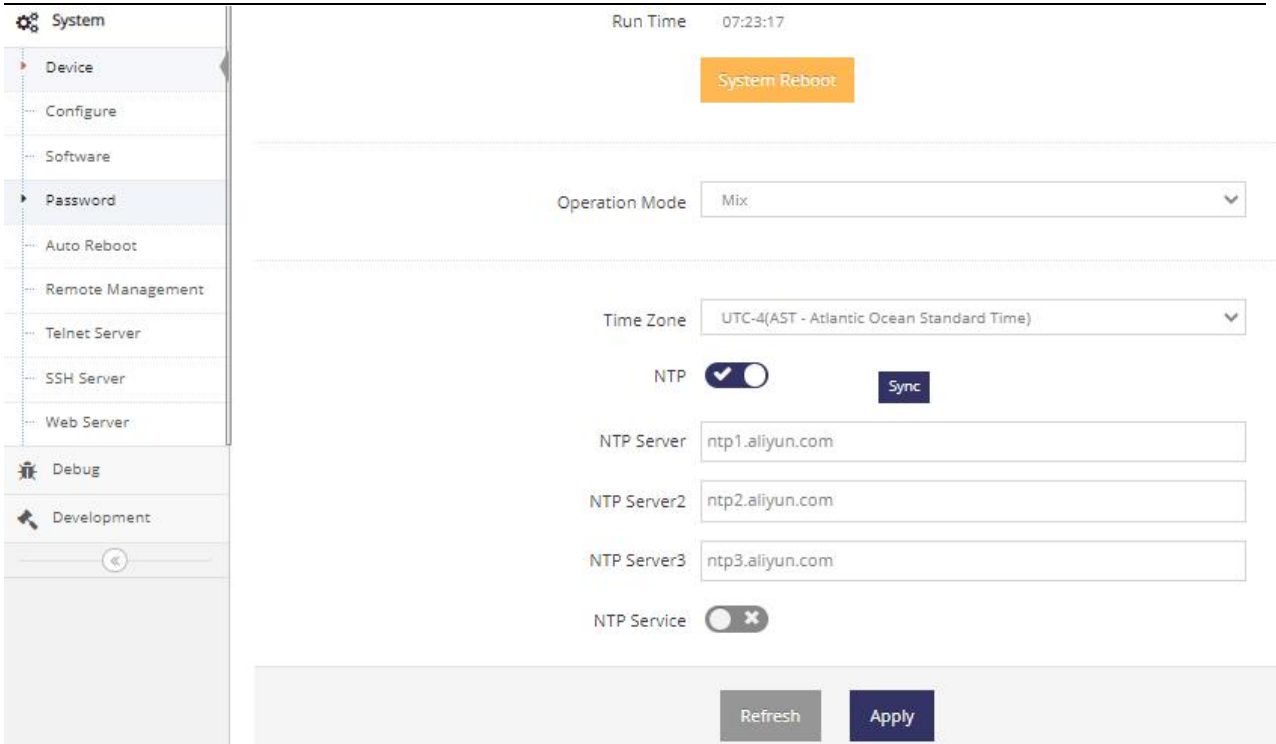 System
Device
Configure
Software
Password
Auto Reboot
Remote Management
Telnet Server
SSH Server
Web Server
Debug
Development
Run Time 07:23:17
System Reboot
Operation Mode Mix
Time Zone UTC-4(AST - Atlantic Ocean Standard Time)
NTP Sync
NTP Server ntp1.aliyun.com
NTP Server2 ntp2.aliyun.com
NTP Server3 ntp3.aliyun.com
NTP Service
Refresh Apply